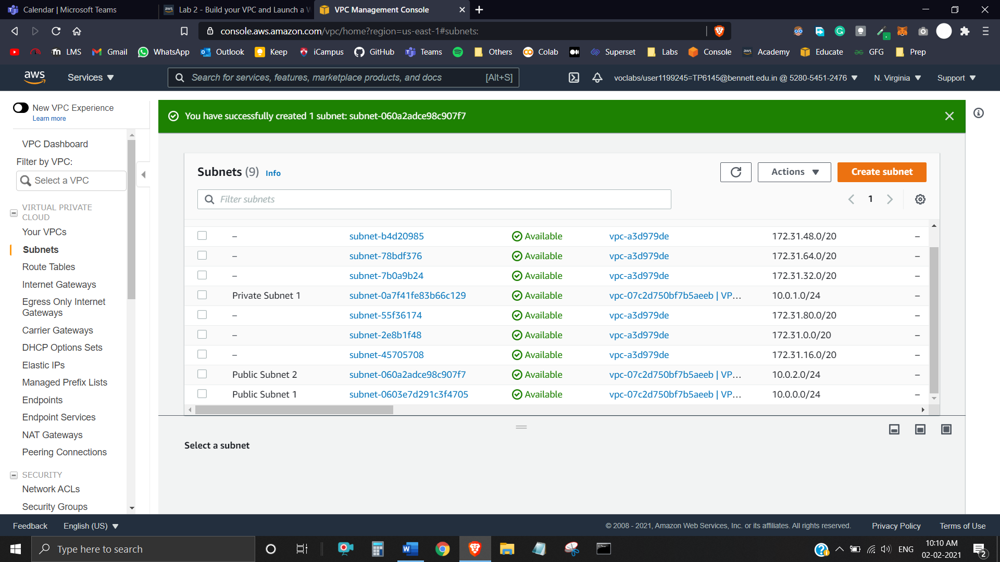 Calendar | Microsoft Teams
Lab 2 - Build your VPC and Launch a W
VPC Management Console
console.aws.amazon.com/vpc/home?region=us-east-1#subnets:
LMS
Gmail
WhatsApp
Outlook
Keep
iCampus
GitHub
Teams
Others
Colab
Superset
Labs
Console
Academy
Educate
GFG
Prep
aws
Services
Search for services, features, marketplace products, and docs
[Alt+S]
voclabs/user1199245=TP6145@bennett.edu.in @ 5280-5451-2476
N. Virginia
Support
New VPC Experience
Learn more
VPC Dashboard
Filter by VPC:
Select a VPC
VIRTUAL PRIVATE
CLOUD
Your VPCs
Subnets
Route Tables
Internet Gateways
Egress Only Internet
Gateways
Carrier Gateways
DHCP Options Sets
Elastic IPs
Managed Prefix Lists
Endpoints
Endpoint Services
NAT Gateways
Peering Connections
SECURITY
Network ACLs
Security Groups
You have successfully created 1 subnet: subnet-060a2adce98c907f7
Subnets (9) Info
Actions
Create subnet
Filter subnets
1
– subnet-b4d20985 Available vpc-a3d979de 172.31.48.0/20 –
– subnet-78bdf376 Available vpc-a3d979de 172.31.64.0/20 –
– subnet-7b0a9b24 Available vpc-a3d979de 172.31.32.0/20 –
Private Subnet 1 subnet-0a7f41fe83b66c129 Available vpc-07c2d750bf7b5aeeb | VP... 10.0.1.0/24 –
– subnet-55f36174 Available vpc-a3d979de 172.31.80.0/20 –
– subnet-2e8b1f48 Available vpc-a3d979de 172.31.0.0/20 –
– subnet-45705708 Available vpc-a3d979de 172.31.16.0/20 –
Public Subnet 2 subnet-060a2adce98c907f7 Available vpc-07c2d750bf7b5aeeb | VP... 10.0.2.0/24 –
Public Subnet 1 subnet-0603e7d291c3f4705 Available vpc-07c2d750bf7b5aeeb | VP... 10.0.0.0/24 –
Select a subnet
Feedback
English (US)
© 2008 - 2021, Amazon Web Services, Inc. or its affiliates. All rights reserved.
Privacy Policy
Terms of Use
Type here to search
ENG
10:10 AM
02-02-2021
2